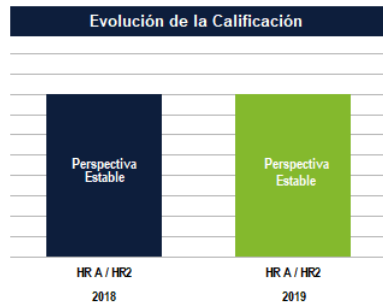 Evolución de la Calificación
Perspectiva
Estable
Perspectiva
Estable
HR A / HR2
HR A / HR2
2018
2019